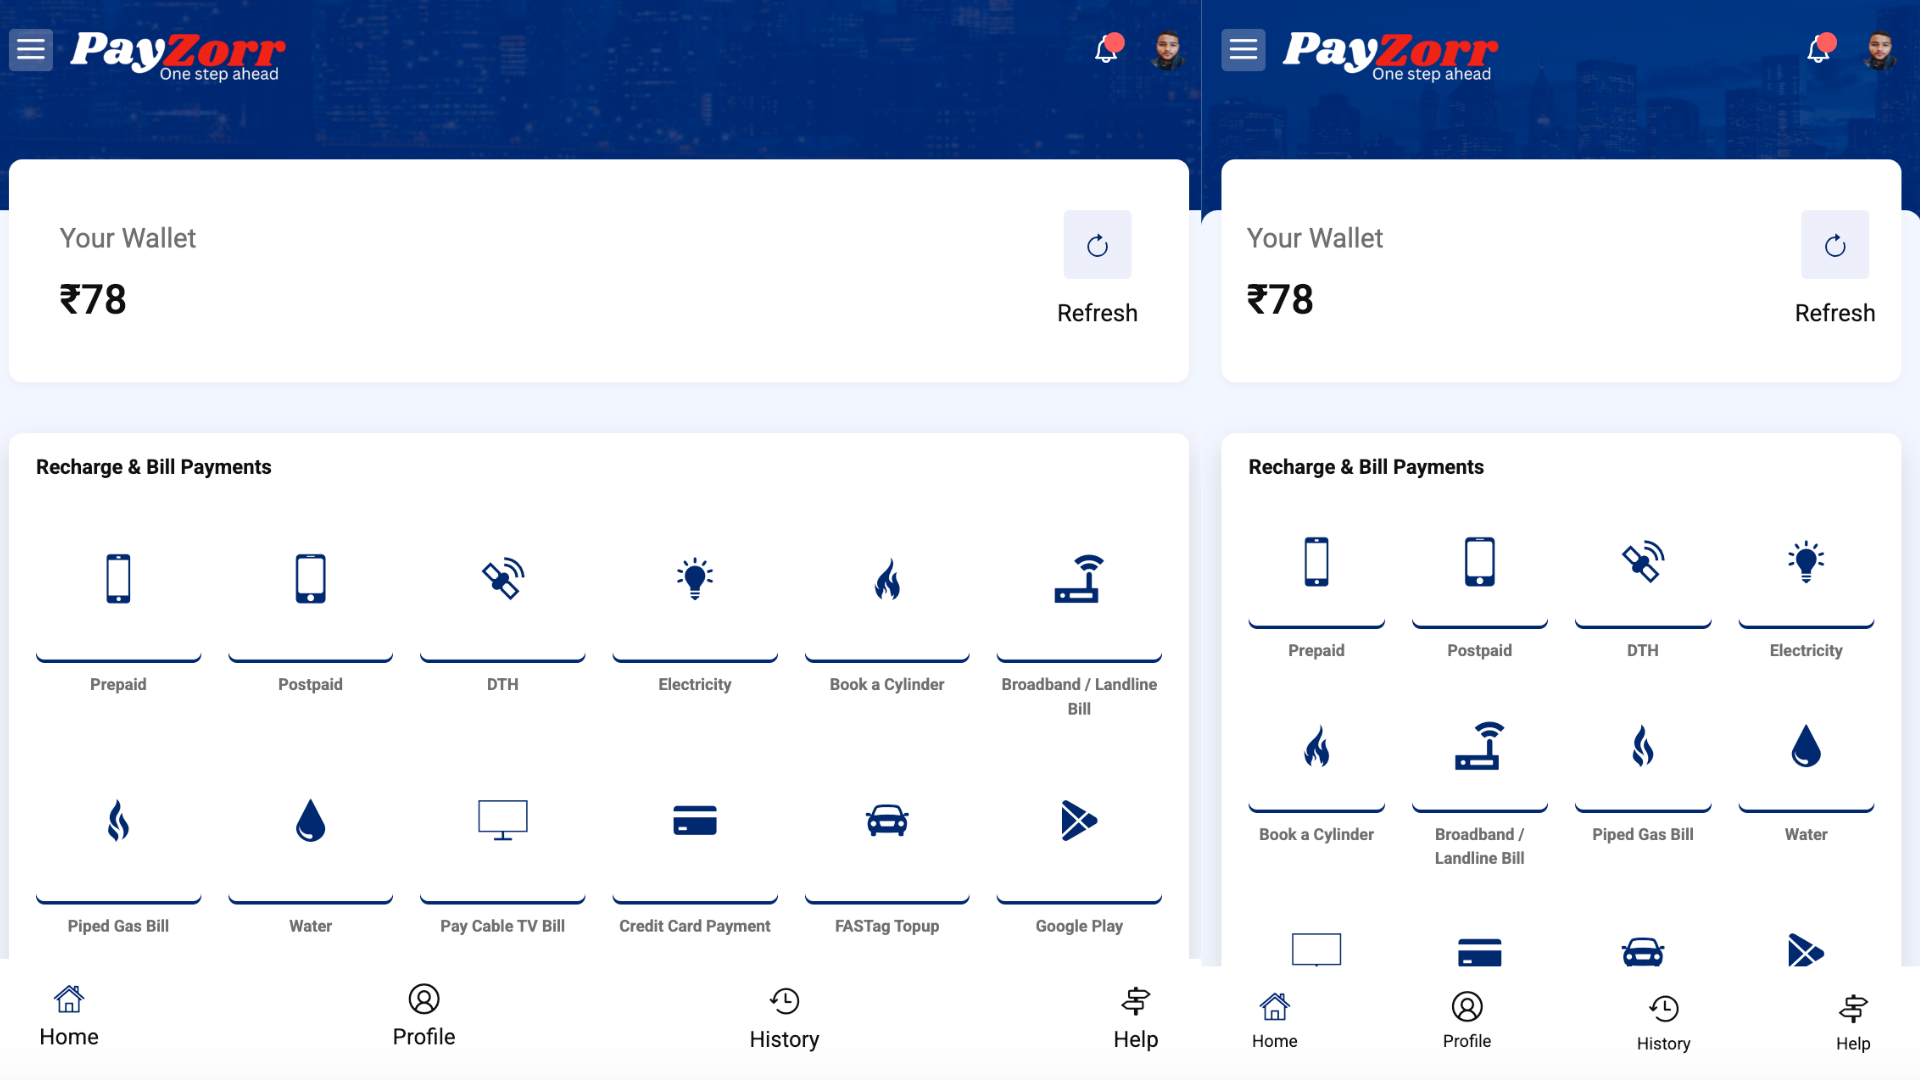 PayZorr
One step ahead
Your Wallet
₹78
Refresh
Recharge & Bill Payments
Prepaid
Postpaid
DTH
Electricity
Book a Cylinder
Broadband / Landline
Bill
Piped Gas Bill
Water
Pay Cable TV Bill
Credit Card Payment
FASTag Topup
Google Play
Home
Profile
History
Help
PayZorr
One step ahead
Your Wallet
₹78
Refresh
Recharge & Bill Payments
Prepaid
Postpaid
DTH
Electricity
Book a Cylinder
Broadband /
Landline Bill
Piped Gas Bill
Water
Home
Profile
History
Help